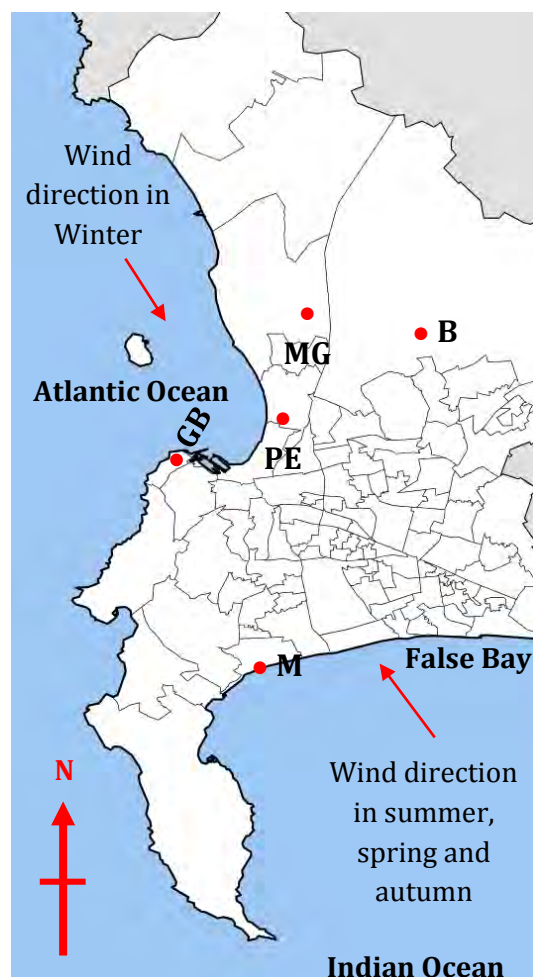 Wind
direction in
Winter
B
MG
Atlantic Ocean
GB
PE
M
False Bay
N
Wind direction
in summer,
spring and
autumn
Indian Ocean